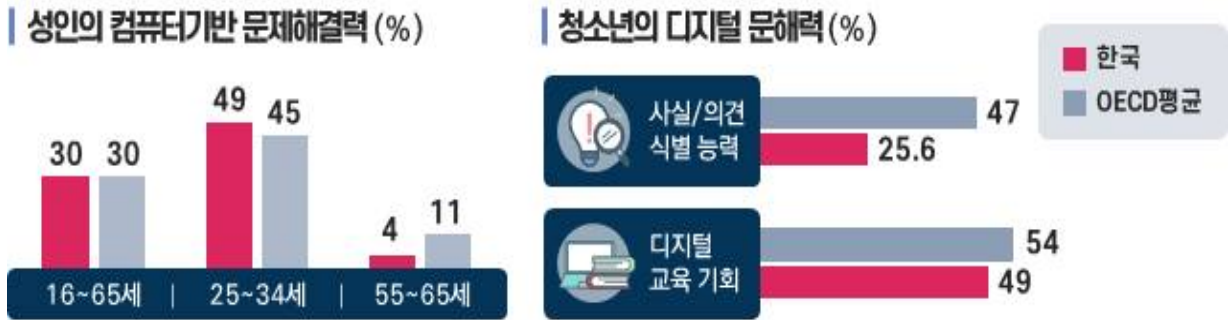 성인의 컴퓨터기반 문제해결력 (%)
30 30
49 45
4 11
16~65세 | 25~34세 | 55~65세
청소년의 디지털 문해력 (%)
한국
OECD평균
사실/의견
식별 능력
47
25.6
디지털
교육 기회
54
49